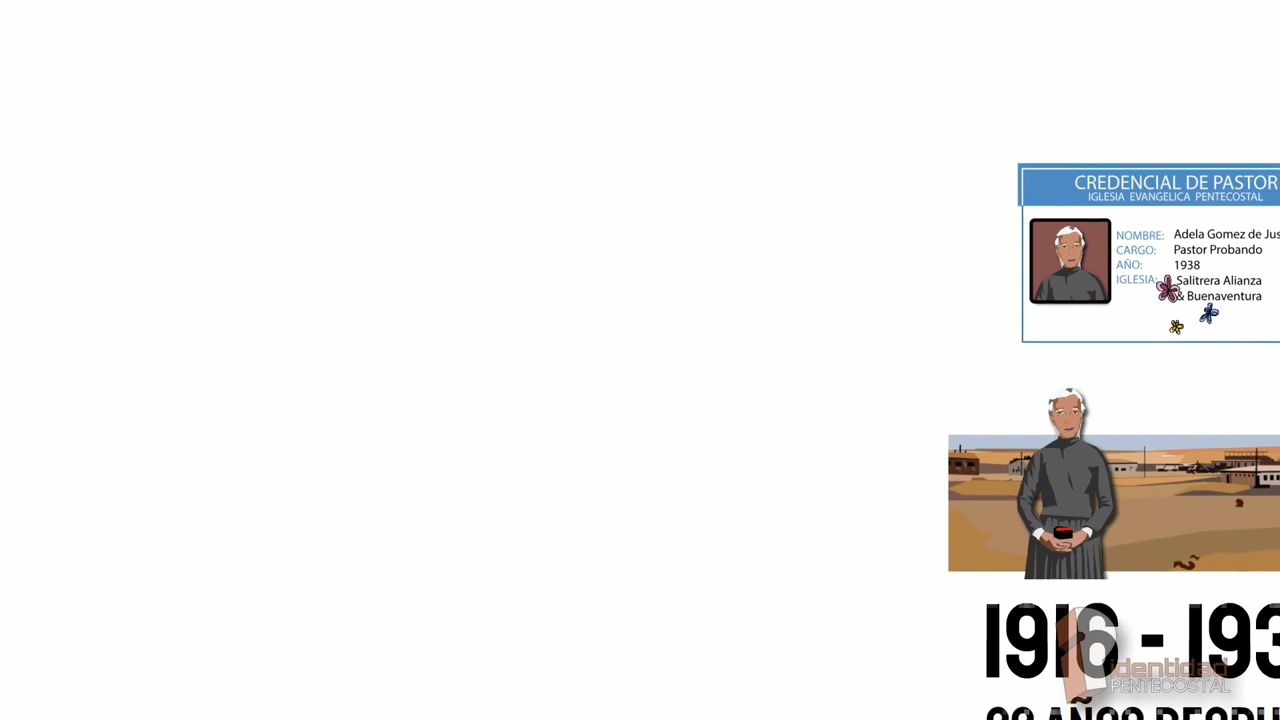 CREDENCIAL DE PASTOR
IGLESIA EVANGELICA PENTECOSTAL
NOMBRE: Adela Gomez de Jus
CARGO: Pastor Probando
AÑO: 1938
IGLESIA: Salitrera Alianza
& Buenaventura
1916 - 193
identidad
PENTECOSTAL
AÑOS